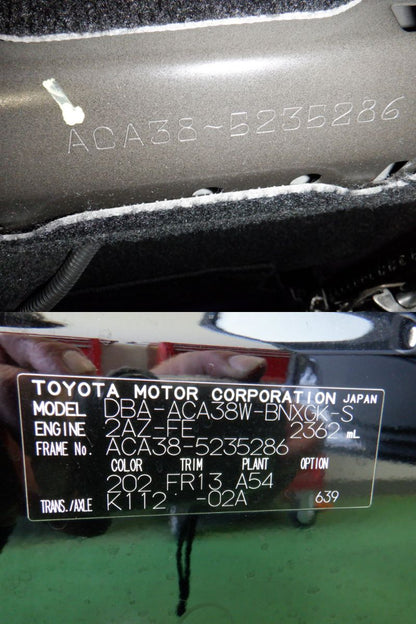 ACA38-5235286
TOYOTA MOTOR CORPORATION JAPAN
MODEL DBA-ACA38W-BNXGK-S
ENGINE 2AZ-FE 2362 mL
FRAME No. ACA38-5235286
COLOR TRIM PLANT OPTION
202 FR13 A54
TRANS./AXLE K112 -02A 639